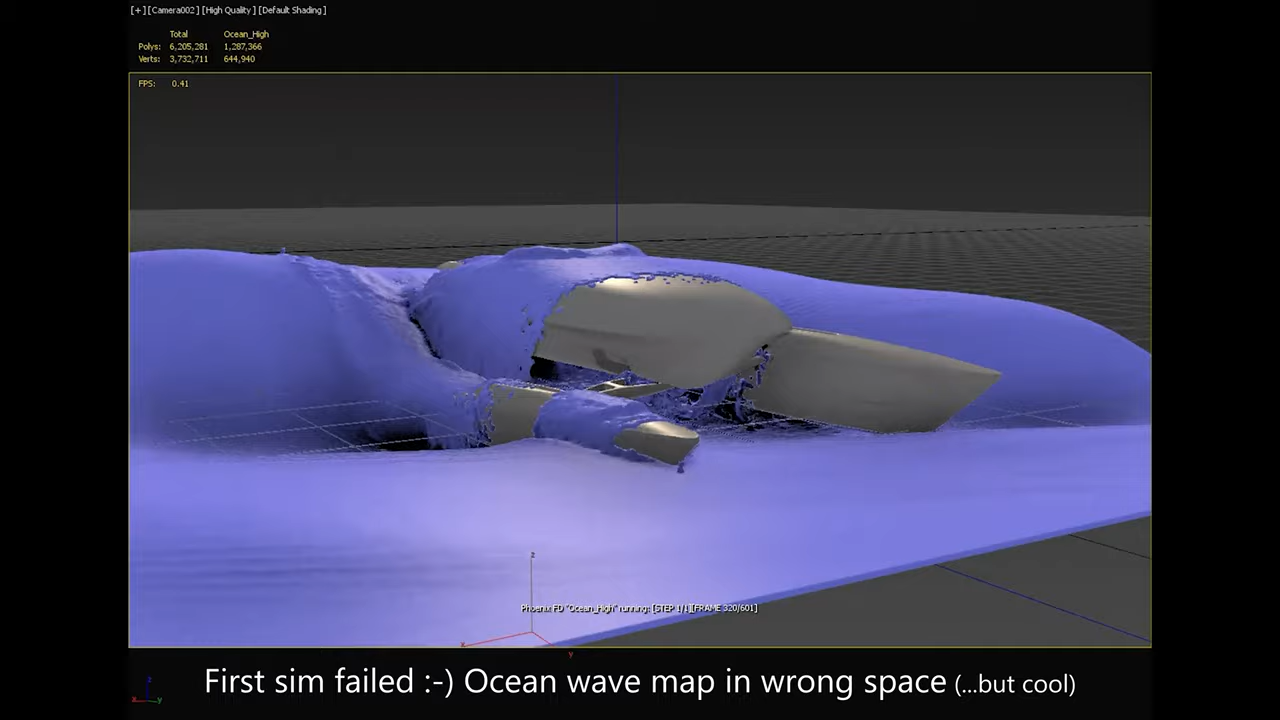 [+] [Camera002] [High Quality] [Default Shading]
Total Ocean_High
Polys: 6,205,281 1,287,366
Verts: 3,732,711 644,940
FPS: 0.41
z
Phoenix FD "Ocean_High" running: [STEP 1/1][FRAME 320/601]
x
y
z
x y
First sim failed :-) Ocean wave map in wrong space (...but cool)